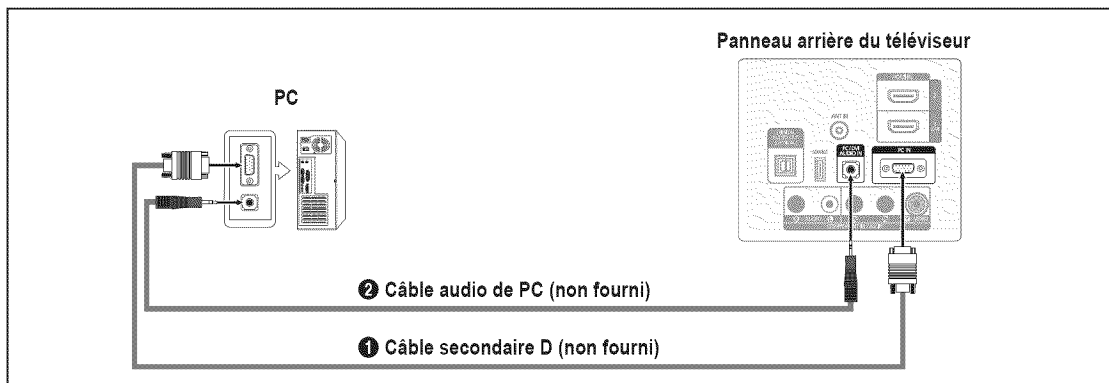 Panneau arrière du téléviseur
PC
ANT IN
PC/DVI
AUDIO IN
PC IN
❷ Câble audio de PC (non fourni)
❶ Câble secondaire D (non fourni)